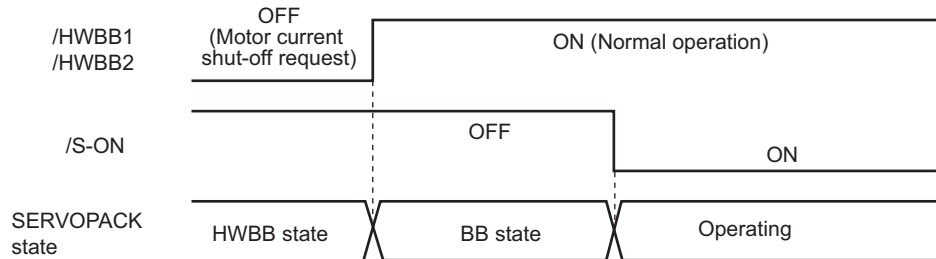 OFF
(Motor current
shut-off request)
/HWBB1
/HWBB2
ON (Normal operation)
/S-ON
OFF
ON
SERVOPACK
state
HWBB state
BB state
Operating